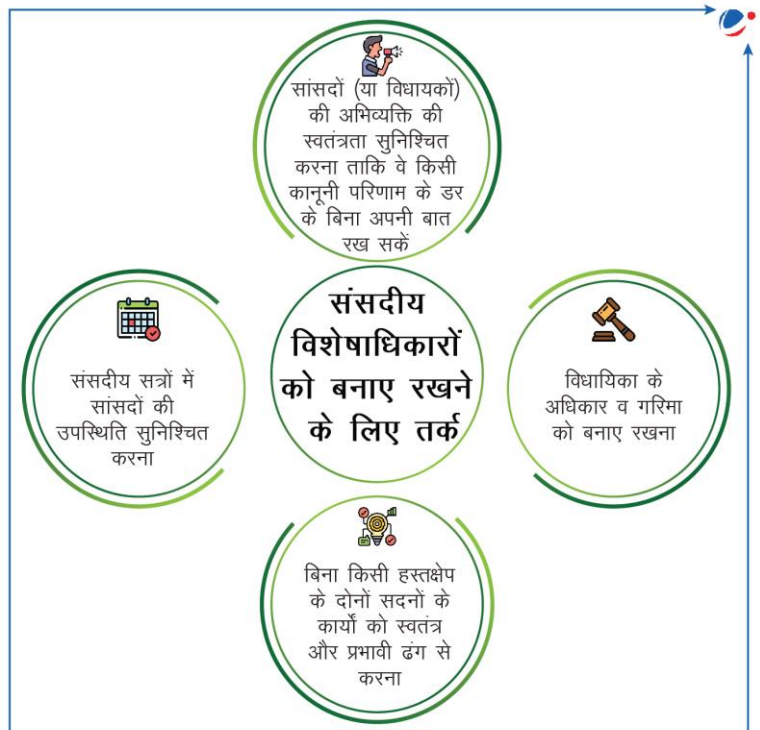 सांसदों (या विधायकों)
की अभिव्यक्ति की
स्वतंत्रता सुनिश्चित
करना ताकि वे किसी
कानूनी परिणाम के डर
के बिना अपनी बात
रख सकें
संसदीय
विशेषाधिकारों
को बनाए रखने
के लिए तर्क
संसदीय सत्रों में
सांसदों की
उपस्थिति सुनिश्चित
करना
विधायिका के
अधिकार व गरिमा
को बनाए रखना
बिना किसी हस्तक्षेप
के दोनों सदनों के
कार्यों को स्वतंत्र
और प्रभावी ढंग से
करना